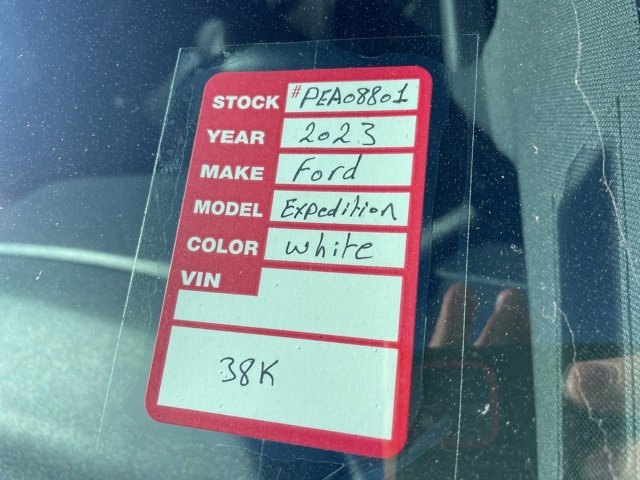 STOCK #PEA08801
YEAR 2023
MAKE Ford
MODEL Expedition
COLOR white
VIN
38K